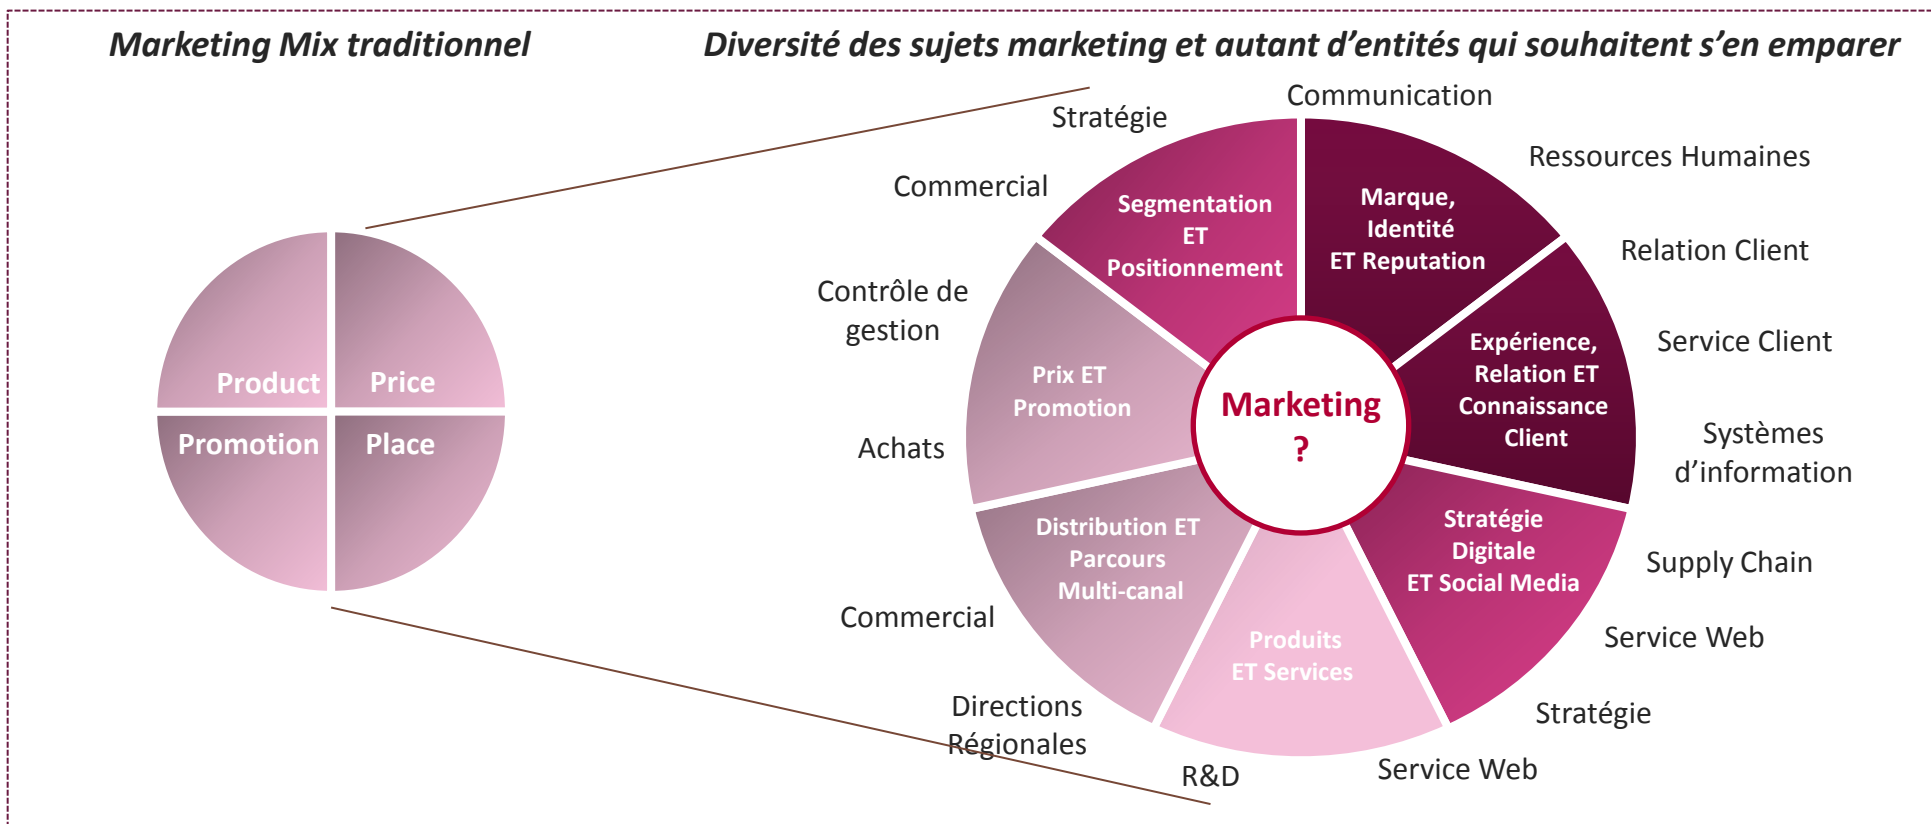 Marketing Mix traditionnel
Diversité des sujets marketing et autant d’entités qui souhaitent s’en emparer
Product
Price
Promotion
Place
Communication
Ressources Humaines
Relation Client
Service Client
Systèmes
d’information
Supply Chain
Service Web
Stratégie
Service Web
R&D
Directions
Régionales
Commercial
Achats
Contrôle de
gestion
Commercial
Stratégie
Segmentation
ET
Positionnement
Marque,
Identité
ET Reputation
Expérience,
Relation ET
Connaissance
Client
Stratégie
Digitale
ET Social Media
Produits
ET Services
Distribution ET
Parcours
Multi-canal
Prix ET
Promotion
Marketing
?